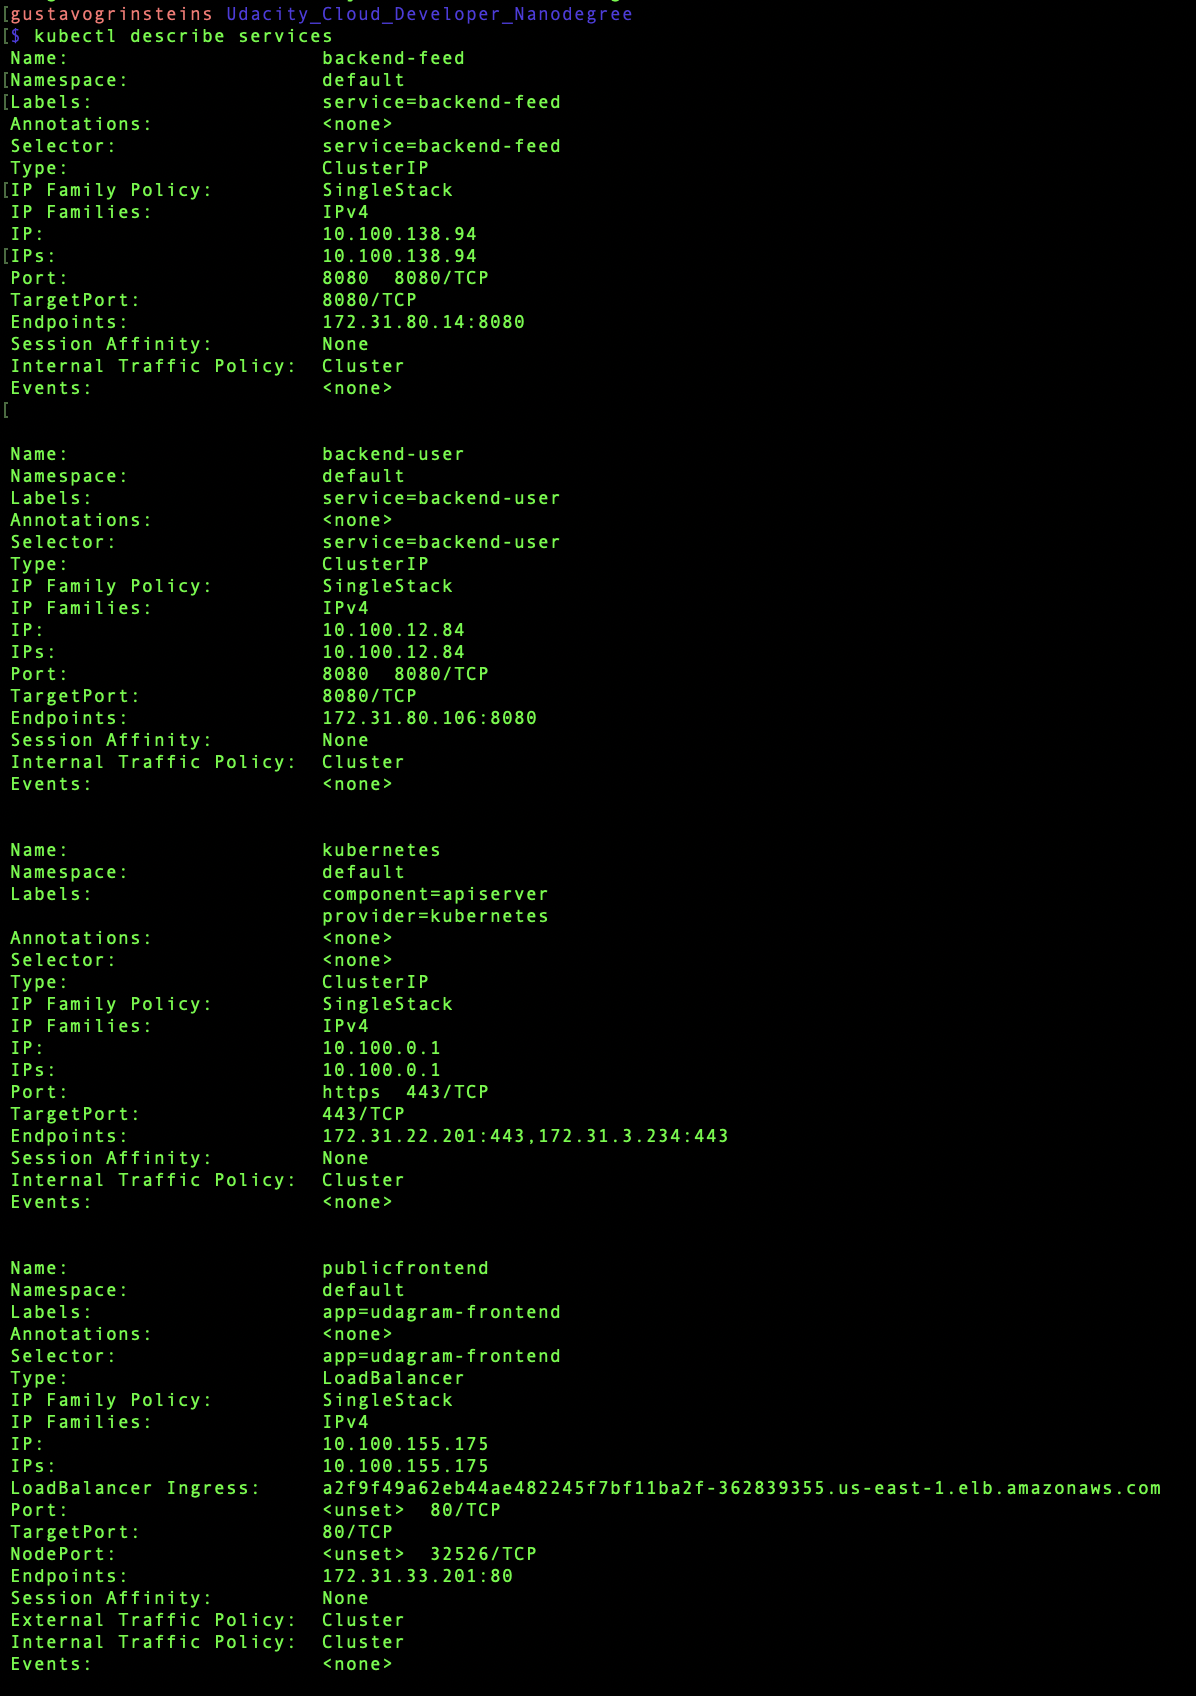 [gustavogrinsteins Udacity_Cloud_Developer_Nanodegree
[$ kubectl describe services
Name: backend-feed
[Namespace: default
[Labels: service=backend-feed
Annotations: <none>
Selector: service=backend-feed
Type: ClusterIP
[IP Family Policy: SingleStack
IP Families: IPv4
IP: 10.100.138.94
[IPs: 10.100.138.94
Port: 8080  8080/TCP
TargetPort: 8080/TCP
Endpoints: 172.31.80.14:8080
Session Affinity: None
Internal Traffic Policy: Cluster
Events: <none>
[
Name: backend-user
Namespace: default
Labels: service=backend-user
Annotations: <none>
Selector: service=backend-user
Type: ClusterIP
IP Family Policy: SingleStack
IP Families: IPv4
IP: 10.100.12.84
IPs: 10.100.12.84
Port: 8080  8080/TCP
TargetPort: 8080/TCP
Endpoints: 172.31.80.106:8080
Session Affinity: None
Internal Traffic Policy: Cluster
Events: <none>
Name: kubernetes
Namespace: default
Labels: component=apiserver
provider=kubernetes
Annotations: <none>
Selector: <none>
Type: ClusterIP
IP Family Policy: SingleStack
IP Families: IPv4
IP: 10.100.0.1
IPs: 10.100.0.1
Port: https  443/TCP
TargetPort: 443/TCP
Endpoints: 172.31.22.201:443,172.31.3.234:443
Session Affinity: None
Internal Traffic Policy: Cluster
Events: <none>
Name: publicfrontend
Namespace: default
Labels: app=udagram-frontend
Annotations: <none>
Selector: app=udagram-frontend
Type: LoadBalancer
IP Family Policy: SingleStack
IP Families: IPv4
IP: 10.100.155.175
IPs: 10.100.155.175
LoadBalancer Ingress: a2f9f49a62eb44ae482245f7bf11ba2f-362839355.us-east-1.elb.amazonaws.com
Port: <unset>  80/TCP
TargetPort: 80/TCP
NodePort: <unset>  32526/TCP
Endpoints: 172.31.33.201:80
Session Affinity: None
External Traffic Policy: Cluster
Internal Traffic Policy: Cluster
Events: <none>